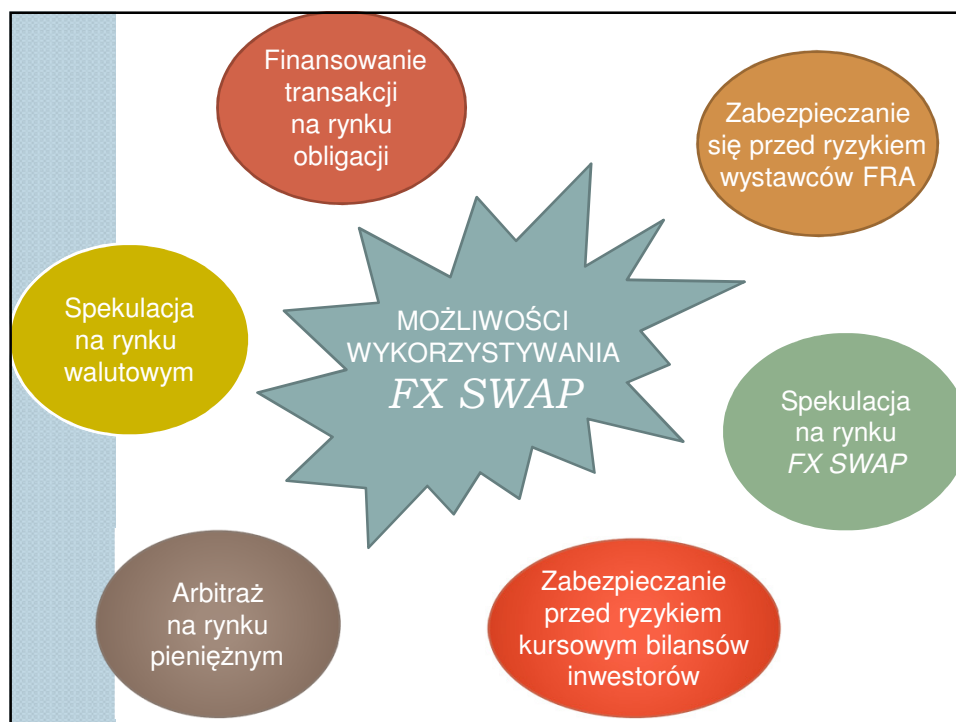 Finansowanie
transakcji
na rynku
obligacji
Zabezpieczanie
się przed ryzykiem
wystawców FRA
Spekulacja
na rynku
walutowym
MOŻLIWOŚCI
WYKORZYSTYWANIA
FX SWAP
Spekulacja
na rynku
FX SWAP
Arbitraż
na rynku
pieniężnym
Zabezpieczanie
przed ryzykiem
kursowym bilansów
inwestorów